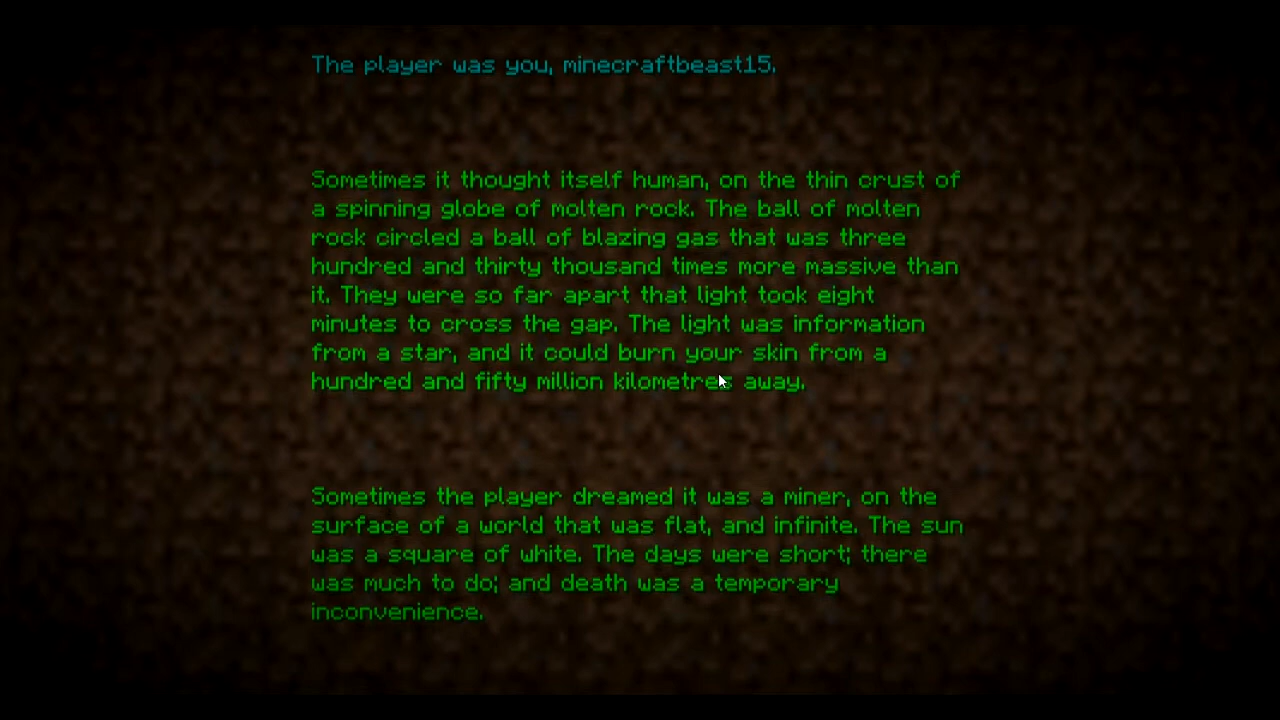 The player was you, minecraftbeast15.
Sometimes it thought itself human, on the thin crust of
a spinning globe of molten rock. The ball of molten
rock circled a ball of blazing gas that was three
hundred and thirty thousand times more massive than
it. They were so far apart that light took eight
minutes to cross the gap. The light was information
from a star, and it could burn your skin from a
hundred and fifty million kilometres away.
Sometimes the player dreamed it was a miner, on the
surface of a world that was flat, and infinite. The sun
was a square of white. The days were short; there
was much to do; and death was a temporary
inconvenience.